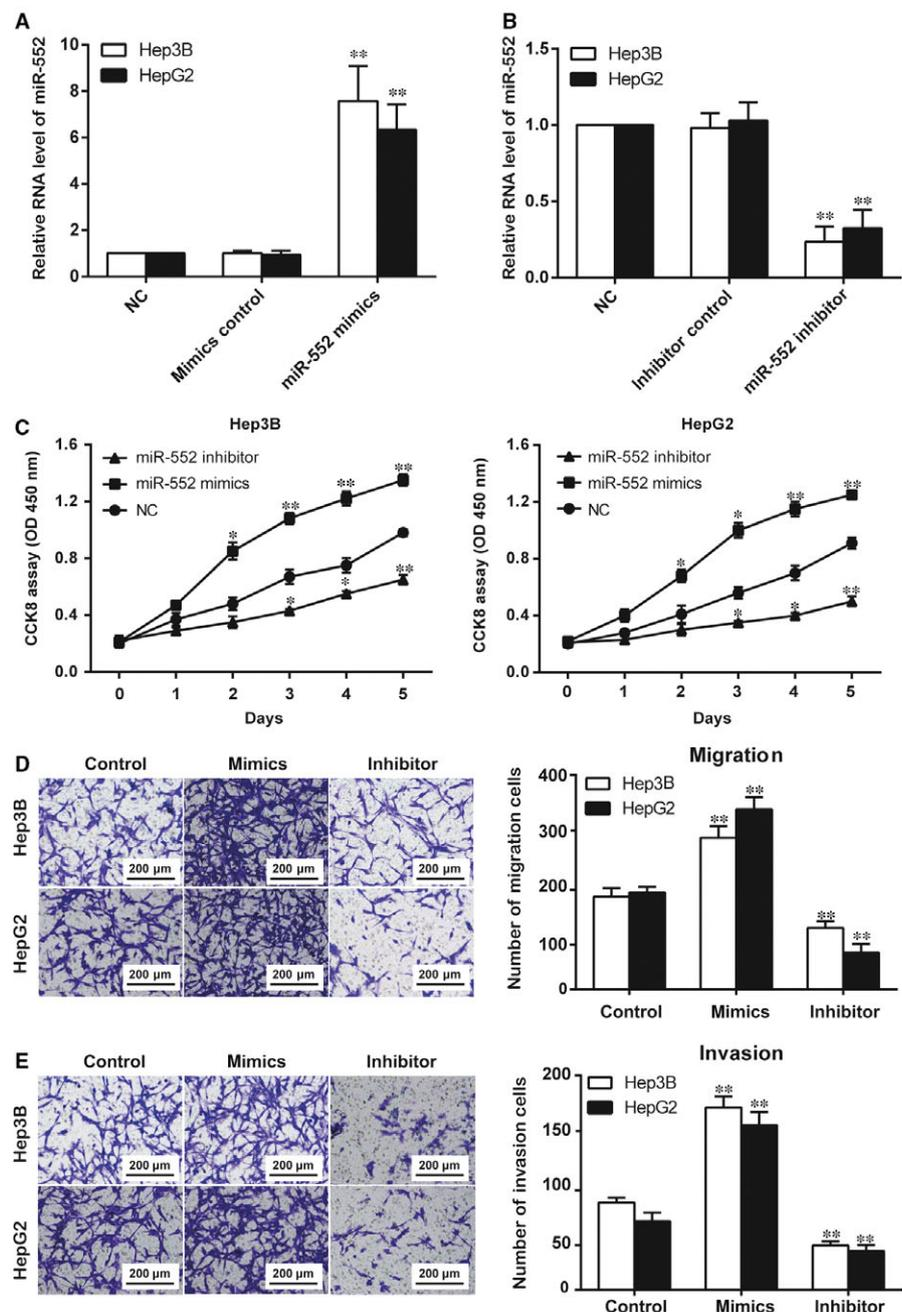 A
Relative RNA level of miR-552
10
8
6
4
2
0
Hep3B
HepG2
**
**
NC
Mimics control
miR-552 mimics
B
Relative RNA level of miR-552
1.5
1.0
0.5
0.0
Hep3B
HepG2
**
**
NC
Inhibitor control
miR-552 inhibitor
C
Hep3B
CCK8 assay (OD 450 nm)
1.6
1.2
0.8
0.4
0.0
miR-552 inhibitor
miR-552 mimics
NC
*
**
**
**
*
*
**
0 1 2 3 4 5
Days
HepG2
CCK8 assay (OD 450 nm)
1.6
1.2
0.8
0.4
0.0
miR-552 inhibitor
miR-552 mimics
NC
*
*
**
**
*
*
**
0 1 2 3 4 5
Days
D
Control Mimics Inhibitor
Hep3B
200 µm 200 µm 200 µm
HepG2
200 µm 200 µm 200 µm
Migration
Number of migration cells
400
300
200
100
0
Hep3B
HepG2
**
**
**
**
Control Mimics Inhibitor
E
Control Mimics Inhibitor
Hep3B
200 µm 200 µm 200 µm
HepG2
200 µm 200 µm 200 µm
Invasion
Number of invasion cells
200
150
100
50
0
Hep3B
HepG2
**
**
**
**
Control Mimics Inhibitor